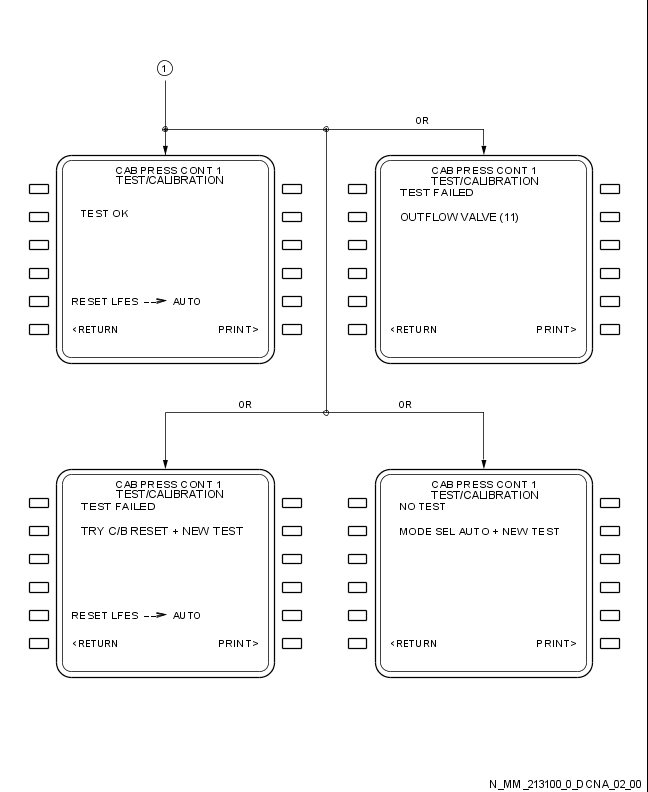 1
OR
CAB PRESS CONT 1
TEST/CALIBRATION
TEST OK
RESET LFES --> AUTO
<RETURN PRINT>
CAB PRESS CONT 1
TEST/CALIBRATION
TEST FAILED
OUTFLOW VALVE (11)
<RETURN PRINT>
OR OR
CAB PRESS CONT 1
TEST/CALIBRATION
TEST FAILED
TRY C/B RESET + NEW TEST
RESET LFES --> AUTO
<RETURN PRINT>
CAB PRESS CONT 1
TEST/CALIBRATION
NO TEST
MODE SEL AUTO + NEW TEST
<RETURN PRINT>
N_MM_213100_0_DCNA_02_00